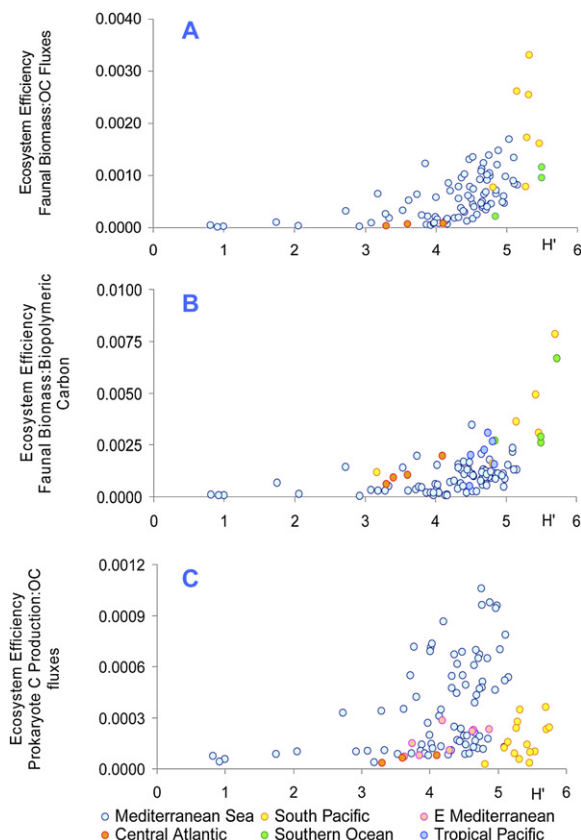 A
Ecosystem Efficiency
Faunal Biomass:OC Fluxes
0.0040
0.0030
0.0020
0.0010
0.0000
0 1 2 3 4 5 H' 6
B
Ecosystem Efficiency
Faunal Biomass:Biopolymeric
Carbon
0.0100
0.0075
0.0050
0.0025
0.0000
0 1 2 3 4 5 H' 6
C
Ecosystem Efficiency
Prokaryote C Production:OC
fluxes
0.0012
0.0009
0.0006
0.0003
0.0000
0 1 2 3 4 5 H' 6
Mediterranean Sea South Pacific E Mediterranean
Central Atlantic Southern Ocean Tropical Pacific